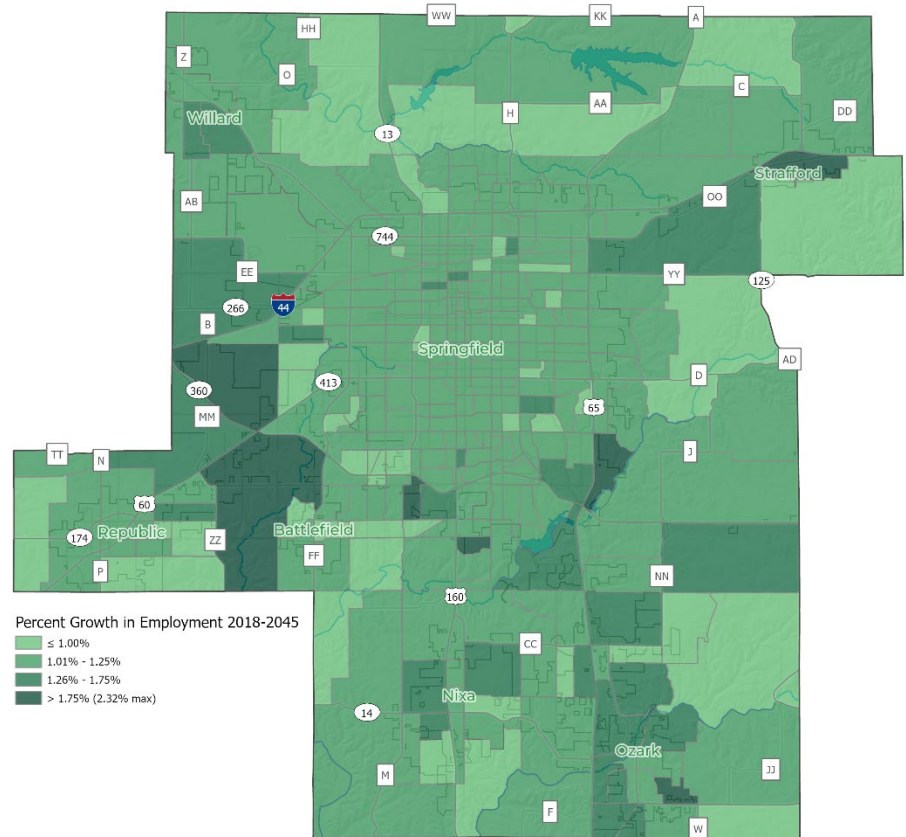 WW
KK
A
HH
Z
O
C
AA
H
DD
Willard
13
Strafford
AB
OO
744
EE
YY
125
266
44
B
Springfield
AD
D
413
360
65
MM
J
TT
N
60
Republic
174
ZZ
Battlefield
FF
P
NN
160
Percent Growth in Employment 2018-2045
≤ 1.00%
1.01% - 1.25%
1.26% - 1.75%
> 1.75% (2.32% max)
CC
Nixa
14
Ozark
M
JJ
F
W